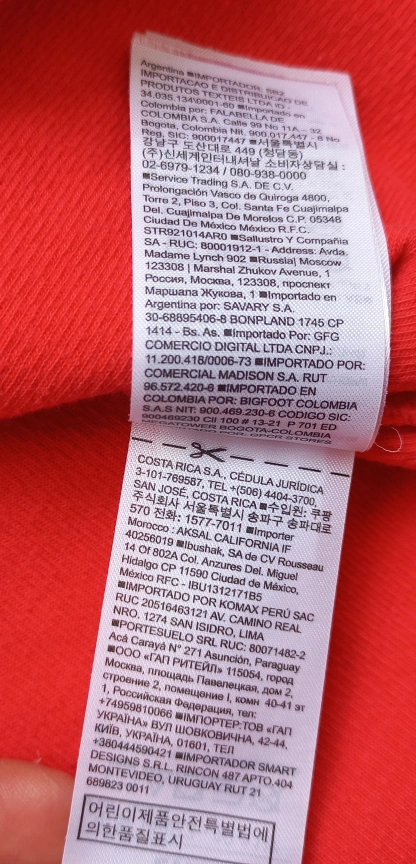 Argentina ■IMPORTADOR: SB2
IMPORTACAO E DISTRIBUICAO DE
PRODUTOS TEXTEIS LTDA IG -
34.035.134\0001-60 ■Importado en
Colombia por: FALABELLA DE
COLOMBIA S.A. Calle 99 No 11A - 32
Bogota, Colombia Nit. 900.017.447 - 8 No
Reg. SIC: 900017447 ■서울특별시
강남구 도산대로 449 (청담동)
(주)신세계인터내셔날 소비자상담실 :
02-6979-1234 / 080-938-0000
■Service Trading S.A. DE C.V.
Prolongación Vasco de Quiroga 4800,
Torre 2, Piso 3, Col. Santa Fe Cuajimalpa
Del. Cuajimalpa De Morelos C.P. 05348
Ciudad De México México R.F.C.
STR921014AR0 ■Sallustro Y Compañia
SA - RUC: 80001912-1 - Address: Avda.
Madame Lynch 902 ■Russia| Moscow
123308 | Marshal Zhukov Avenue, 1
Россия, Москва, 123308, проспект
Маршала Жукова, 1 ■Importado en
Argentina por: SAVARY S.A.
30-68895406-8 BONPLAND 1745 CP
1414 - Bs. As. ■Importado Por: GFG
COMERCIO DIGITAL LTDA CNPJ.:
11.200.418/0006-73 ■IMPORTADO POR:
COMERCIAL MADISON S.A. RUT
96.572.420-6 ■IMPORTADO EN
COLOMBIA POR: BIGFOOT COLOMBIA
S.A.S NIT: 900.469.230-6 CODIGO SIC:
900469230 Cll 100 # 13-21 P 701 ED
MEGATOWER BOGOTA-COLOMBIA
COSTA RICA S.A., CÉDULA JURÍDICA
3-101-769587, TEL +(506) 4404-3700,
SAN JOSÉ, COSTA RICA ■수입원: 쿠팡
주식회사 서울특별시 송파구 송파대로
570 전화: 1577-7011 ■Importer
Morocco : AKSAL CALIFORNIA IF
40256019 ■Ibushak, SA de CV Rousseau
14 Of 802A Col. Anzures Del. Miguel
Hidalgo CP 11590 Ciudad de México,
México RFC - IBU1312171B5
■IMPORTADO POR KOMAX PERÚ SAC
RUC 20516463121 AV. CAMINO REAL
NRO. 1274 SAN ISIDRO, LIMA
■PORTESUELO SRL RUC: 80071482-2
Acá Carayá N° 271 Asunción, Paraguay
■ООО «ГАП РИТЕЙЛ» 115054, город
Москва, площадь Павелецкая, дом 2,
строение 2, помещение I, комн 40-41 эт
1, Российская Федерация, тел:
+74959810066 ■ІМПОРТЕР:ТОВ «ГАП
УКРАЇНА» ВУЛ ШОВКОВИЧНА, 42-44,
КИЇВ, УКРАЇНА, 01601, ТЕЛ
+380444590421 ■IMPORTADOR SMART
DESIGNS S.R.L. RINCON 487 APTO.404
MONTEVIDEO, URUGUAY RUT 21
689823 0011
어린이제품안전특별법에
의한품질표시